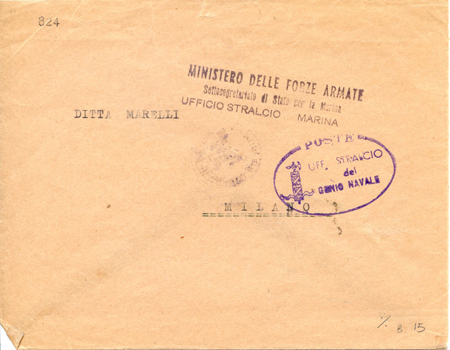 824
MINISTERO DELLE FORZE ARMATE
Sottosegretariato di Stato per la Marina
UFFICIO STRALCIO MARINA
DITTA MARELLI
POSTE
UFF. STRALCIO
del
GENIO NAVALE
MILANO
8 15